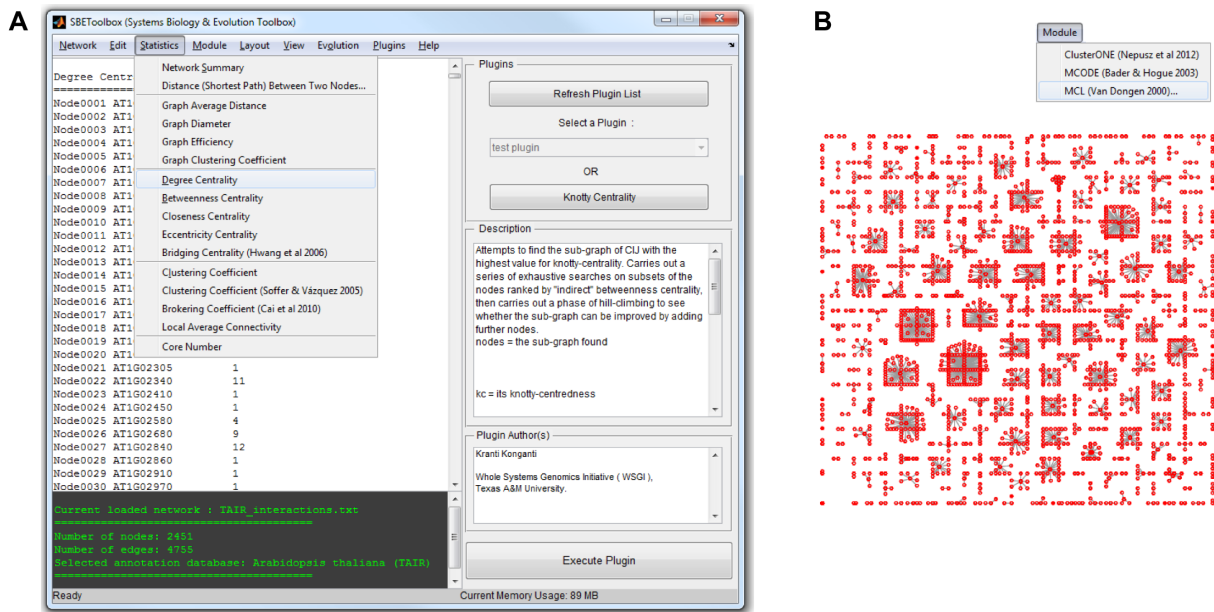 A
SBEToolbox (Systems Biology & Evolution Toolbox)
Network Edit Statistics Module Layout View Evolution Plugins Help
Degree Centr
Network Summary
Distance (Shortest Path) Between Two Nodes...
Graph Average Distance
Graph Diameter
Graph Efficiency
Graph Clustering Coefficient
Degree Centrality
Betweenness Centrality
Closeness Centrality
Eccentricity Centrality
Bridging Centrality (Hwang et al 2006)
Clustering Coefficient
Clustering Coefficient (Soffer & Vázquez 2005)
Brokering Coefficient (Cai et al 2010)
Local Average Connectivity
Core Number
============
Node0001 AT1
Node0002 AT1
Node0003 AT1
Node0004 AT1
Node0005 AT1
Node0006 AT1
Node0007 AT1
Node0008 AT1
Node0009 AT1
Node0010 AT1
Node0011 AT1
Node0012 AT1
Node0013 AT1
Node0014 AT1
Node0015 AT1
Node0016 AT1
Node0017 AT1
Node0018 AT1
Node0019 AT1
Node0020 AT1
Node0021 AT1G02305 1
Node0022 AT1G02340 11
Node0023 AT1G02410 1
Node0024 AT1G02450 1
Node0025 AT1G02580 4
Node0026 AT1G02680 9
Node0027 AT1G02840 12
Node0028 AT1G02860 1
Node0029 AT1G02910 1
Node0030 AT1G02970 1
Current loaded network : TAIR_interactions.txt
=====================================
Number of nodes: 2451
Number of edges: 4755
Selected annotation database: Arabidopsis thaliana (TAIR)
=====================================
Ready
Plugins
Refresh Plugin List
Select a Plugin :
test plugin
OR
Knotty Centrality
Description
Attempts to find the sub-graph of CIJ with the
highest value for knotty-centrality. Carries out a
series of exhaustive searches on subsets of the
nodes ranked by "indirect" betweenness centrality,
then carries out a phase of hill-climbing to see
whether the sub-graph can be improved by adding
further nodes.
nodes = the sub-graph found
kc = its knotty-centredness
Plugin Author(s)
Kranti Konganti
Whole Systems Genomics Initiative ( WSGI ),
Texas A&M University.
Execute Plugin
Current Memory Usage: 89 MB
B
Module
ClusterONE (Nepusz et al 2012)
MCODE (Bader & Hogue 2003)
MCL (Van Dongen 2000)...